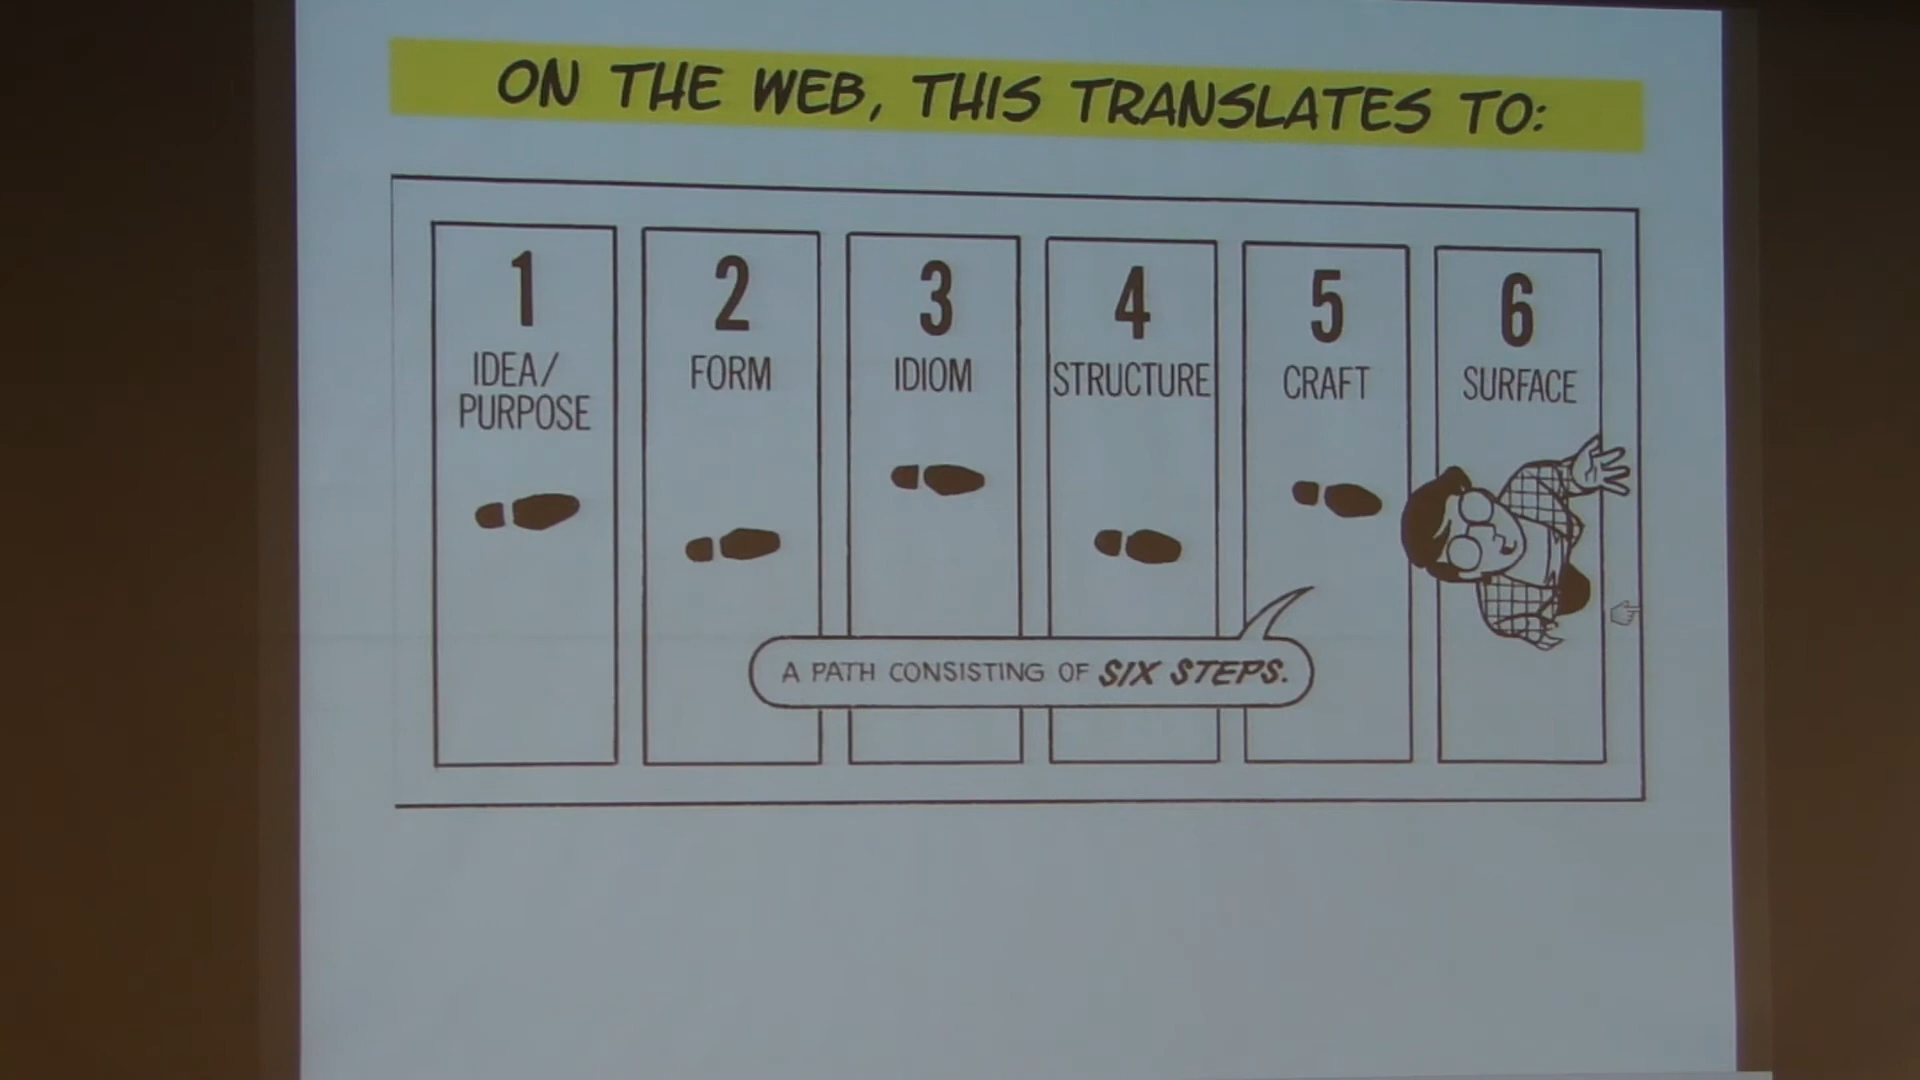 ON THE WEB, THIS TRANSLATES TO:
1
IDEA/
PURPOSE
2
FORM
3
IDIOM
4
STRUCTURE
5
CRAFT
6
SURFACE
A PATH CONSISTING OF SIX STEPS.